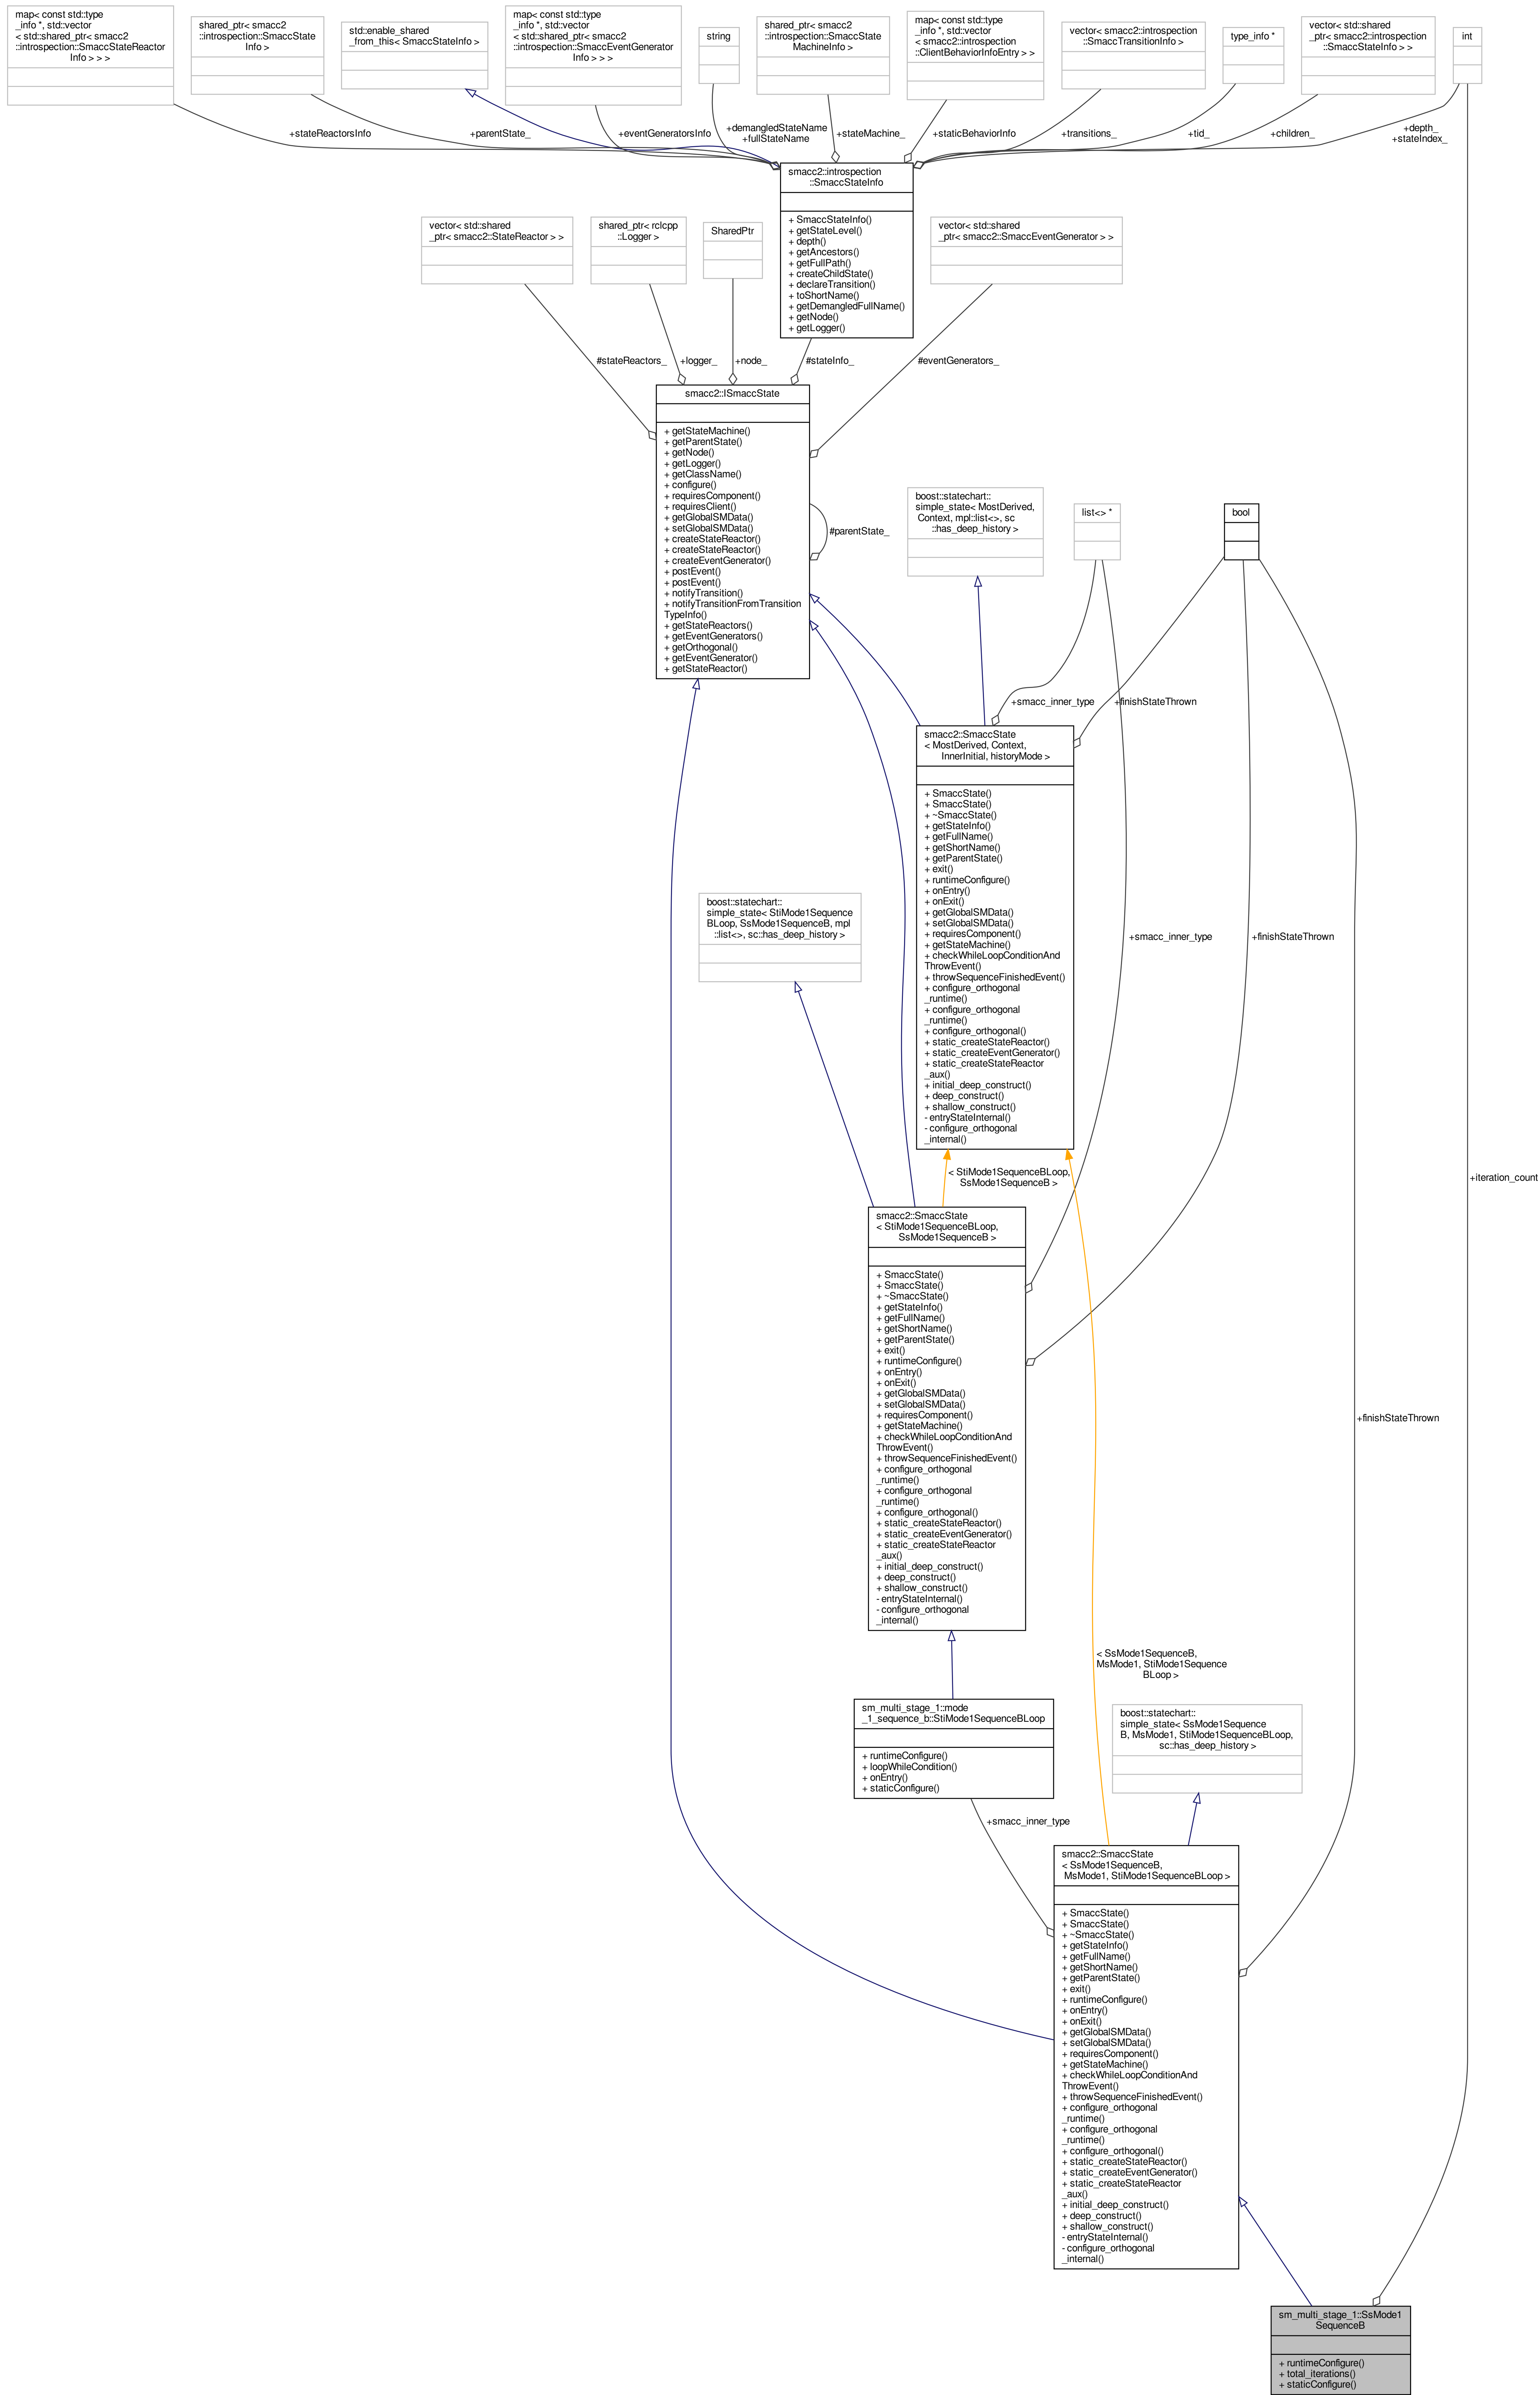 map< const std::type
_info *, std::vector
< std::shared_ptr< smacc2
::introspection::SmaccStateReactor
Info > > >
shared_ptr< smacc2
::introspection::SmaccState
Info >
std::enable_shared
_from_this< SmaccStateInfo >
map< const std::type
_info *, std::vector
< std::shared_ptr< smacc2
::introspection::SmaccEventGenerator
Info > > >
string
shared_ptr< smacc2
::introspection::SmaccState
MachineInfo >
map< const std::type
_info *, std::vector
< smacc2::introspection
::ClientBehaviorInfoEntry > >
vector< smacc2::introspection
::SmaccTransitionInfo >
type_info *
vector< std::shared
_ptr< smacc2::introspection
::SmaccStateInfo > >
int
+stateReactorsInfo
+parentState_
+eventGeneratorsInfo
+demangledStateName
+fullStateName
+stateMachine_
+staticBehaviorInfo
+transitions_
+tid_
+children_
+depth_
+stateIndex_
smacc2::introspection
::SmaccStateInfo
+ SmaccStateInfo()
+ getStateLevel()
+ depth()
+ getAncestors()
+ getFullPath()
+ createChildState()
+ declareTransition()
+ toShortName()
+ getDemangledFullName()
+ getNode()
+ getLogger()
vector< std::shared
_ptr< smacc2::StateReactor > >
shared_ptr< rclcpp
::Logger >
SharedPtr
vector< std::shared
_ptr< smacc2::SmaccEventGenerator > >
#stateReactors_
+logger_
+node_
#stateInfo_
#eventGenerators_
smacc2::ISmaccState
+ getStateMachine()
+ getParentState()
+ getNode()
+ getLogger()
+ getClassName()
+ configure()
+ requiresComponent()
+ requiresClient()
+ getGlobalSMData()
+ setGlobalSMData()
+ createStateReactor()
+ createStateReactor()
+ createEventGenerator()
+ postEvent()
+ postEvent()
+ notifyTransition()
+ notifyTransitionFromTransition
TypeInfo()
+ getStateReactors()
+ getEventGenerators()
+ getOrthogonal()
+ getEventGenerator()
+ getStateReactor()
#parentState_
boost::statechart::
simple_state< MostDerived,
Context, mpl::list<>, sc
::has_deep_history >
list<> *
bool
+smacc_inner_type
+finishStateThrown
smacc2::SmaccState
< MostDerived, Context,
InnerInitial, historyMode >
+ SmaccState()
+ SmaccState()
+ ~SmaccState()
+ getStateInfo()
+ getFullName()
+ getShortName()
+ getParentState()
+ exit()
+ runtimeConfigure()
+ onEntry()
+ onExit()
+ getGlobalSMData()
+ setGlobalSMData()
+ requiresComponent()
+ getStateMachine()
+ checkWhileLoopConditionAnd
ThrowEvent()
+ throwSequenceFinishedEvent()
+ configure_orthogonal
_runtime()
+ configure_orthogonal
_runtime()
+ configure_orthogonal()
+ static_createStateReactor()
+ static_createEventGenerator()
+ static_createStateReactor
_aux()
+ initial_deep_construct()
+ deep_construct()
+ shallow_construct()
- entryStateInternal()
- configure_orthogonal
_internal()
boost::statechart::
simple_state< StiMode1Sequence
BLoop, SsMode1SequenceB, mpl
::list<>, sc::has_deep_history >
+smacc_inner_type
+finishStateThrown
< StiMode1SequenceBLoop,
SsMode1SequenceB >
+iteration_count
smacc2::SmaccState
< StiMode1SequenceBLoop,
SsMode1SequenceB >
+ SmaccState()
+ SmaccState()
+ ~SmaccState()
+ getStateInfo()
+ getFullName()
+ getShortName()
+ getParentState()
+ exit()
+ runtimeConfigure()
+ onEntry()
+ onExit()
+ getGlobalSMData()
+ setGlobalSMData()
+ requiresComponent()
+ getStateMachine()
+ checkWhileLoopConditionAnd
ThrowEvent()
+ throwSequenceFinishedEvent()
+ configure_orthogonal
_runtime()
+ configure_orthogonal
_runtime()
+ configure_orthogonal()
+ static_createStateReactor()
+ static_createEventGenerator()
+ static_createStateReactor
_aux()
+ initial_deep_construct()
+ deep_construct()
+ shallow_construct()
- entryStateInternal()
- configure_orthogonal
_internal()
+finishStateThrown
< SsMode1SequenceB,
MsMode1, StiMode1Sequence
BLoop >
sm_multi_stage_1::mode
_1_sequence_b::StiMode1SequenceBLoop
+ runtimeConfigure()
+ loopWhileCondition()
+ onEntry()
+ staticConfigure()
boost::statechart::
simple_state< SsMode1Sequence
B, MsMode1, StiMode1SequenceBLoop,
sc::has_deep_history >
+smacc_inner_type
smacc2::SmaccState
< SsMode1SequenceB,
MsMode1, StiMode1SequenceBLoop >
+ SmaccState()
+ SmaccState()
+ ~SmaccState()
+ getStateInfo()
+ getFullName()
+ getShortName()
+ getParentState()
+ exit()
+ runtimeConfigure()
+ onEntry()
+ onExit()
+ getGlobalSMData()
+ setGlobalSMData()
+ requiresComponent()
+ getStateMachine()
+ checkWhileLoopConditionAnd
ThrowEvent()
+ throwSequenceFinishedEvent()
+ configure_orthogonal
_runtime()
+ configure_orthogonal
_runtime()
+ configure_orthogonal()
+ static_createStateReactor()
+ static_createEventGenerator()
+ static_createStateReactor
_aux()
+ initial_deep_construct()
+ deep_construct()
+ shallow_construct()
- entryStateInternal()
- configure_orthogonal
_internal()
sm_multi_stage_1::SsMode1
SequenceB
+ runtimeConfigure()
+ total_iterations()
+ staticConfigure()